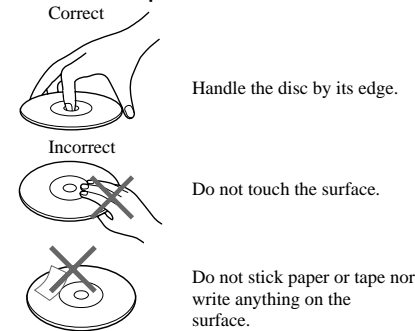 Correct
Handle the disc by its edge.
Incorrect
Do not touch the surface.
Do not stick paper or tape nor
write anything on the
surface.